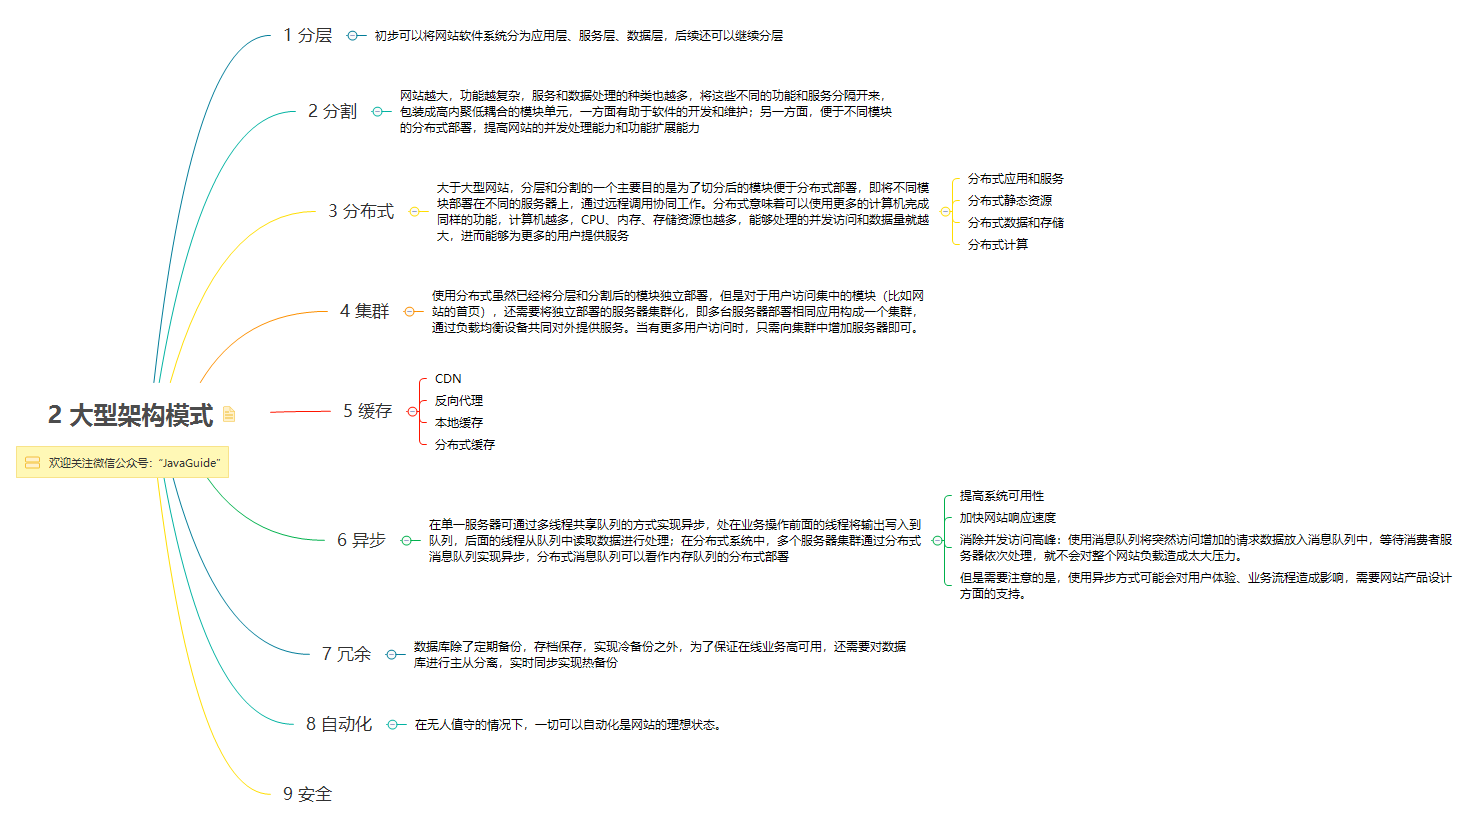 1 分层
初步可以将网站软件系统分为应用层、服务层、数据层，后续还可以继续分层
2 分割
网站越大，功能越复杂，服务和数据处理的种类也越多，将这些不同的功能和服务分隔开来，
包装成高内聚低耦合的模块单元，一方面有助于软件的开发和维护；另一方面，便于不同模块
的分布式部署，提高网站的并发处理能力和功能扩展能力
3 分布式
大于大型网站，分层和分割的一个主要目的是为了切分后的模块便于分布式部署，即将不同模
块部署在不同的服务器上，通过远程调用协同工作。分布式意味着可以使用更多的计算机完成
同样的功能，计算机越多，CPU、内存、存储资源也越多，能够处理的并发访问和数据量就越
大，进而能够为更多的用户提供服务
分布式应用和服务
分布式静态资源
分布式数据和存储
分布式计算
4 集群
使用分布式虽然已经将分层和分割后的模块独立部署，但是对于用户访问集中的模块（比如网
站的首页），还需要将独立部署的服务器集群化，即多台服务器部署相同应用构成一个集群，
通过负载均衡设备共同对外提供服务。当有更多用户访问时，只需向集群中增加服务器即可。
2 大型架构模式
欢迎关注微信公众号："JavaGuide"
5 缓存
CDN
反向代理
本地缓存
分布式缓存
6 异步
在单一服务器可通过多线程共享队列的方式实现异步，处在业务操作前面的线程将输出写入到
队列，后面的线程从队列中读取数据进行处理；在分布式系统中，多个服务器集群通过分布式
消息队列实现异步，分布式消息队列可以看作内存队列的分布式部署
提高系统可用性
加快网站响应速度
消除并发访问高峰：使用消息队列将突然访问增加的请求数据放入消息队列中，等待消费者服
务器依次处理，就不会对整个网站负载造成太大压力。
但是需要注意的是，使用异步方式可能会对用户体验、业务流程造成影响，需要网站产品设计
方面的支持。
7 冗余
数据库除了定期备份，存档保存，实现冷备份之外，为了保证在线业务高可用，还需要对数据
库进行主从分离，实时同步实现热备份
8 自动化
在无人值守的情况下，一切可以自动化是网站的理想状态。
9 安全